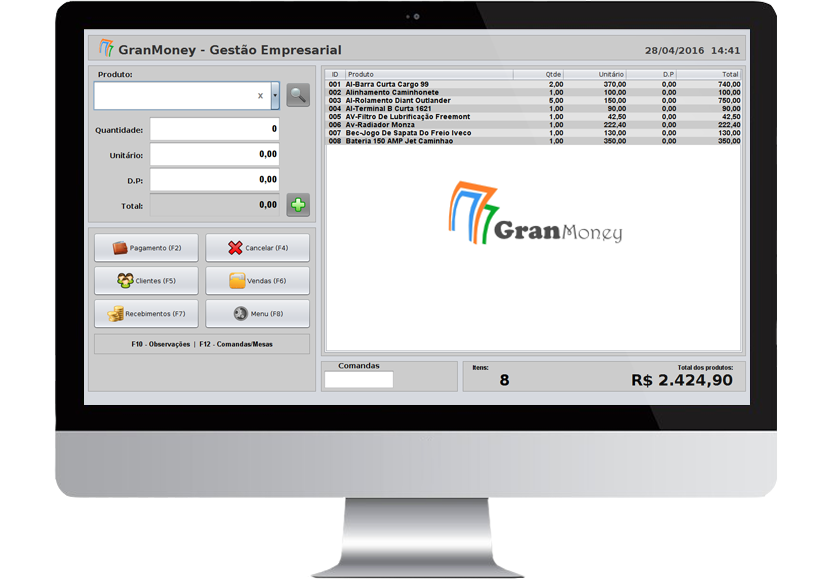 GranMoney - Gestão Empresarial 28/04/2016 14:41
Produto:
x
Quantidade: 0
Unitário: 0,00
D.P: 0,00
Total: 0,00
Pagamento (F2) Cancelar (F4)
Clientes (F5) Vendas (F6)
Recebimentos (F7) Menu (F8)
F10 - Observações | F12 - Comandas/Mesas
ID Produto Qtde Unitário D.P Total
001 Al-Barra Curta Cargo 99 2,00 370,00 0,00 740,00
002 Alinhamento Caminhonete 1,00 100,00 0,00 100,00
003 Al-Rolamento Diant Outlander 5,00 150,00 0,00 750,00
004 Al-Terminal B Curta 1621 1,00 90,00 0,00 90,00
005 AV-Filtro De Lubrificação Freemont 1,00 42,50 0,00 42,50
006 Av-Radiador Monza 1,00 222,40 0,00 222,40
007 Bec-Jogo De Sapata Do Freio Iveco 1,00 130,00 0,00 130,00
008 Bateria 150 AMP Jet Caminhao 1,00 350,00 0,00 350,00
GranMoney
Comandas
Itens:
8
Total dos produtos:
R$ 2.424,90